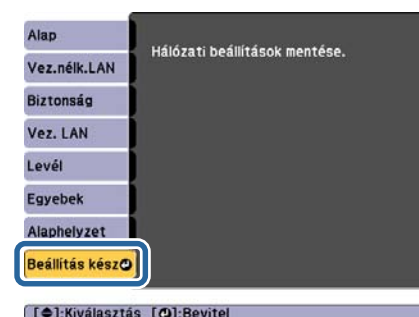 Alap
Hálózati beállítások mentése.
Vez.nélk.LAN
Biztonság
Vez. LAN
Levél
Egyebek
Alaphelyzet
Beállítás kész
[ ]:Kiválasztás [ ]:Bevitel